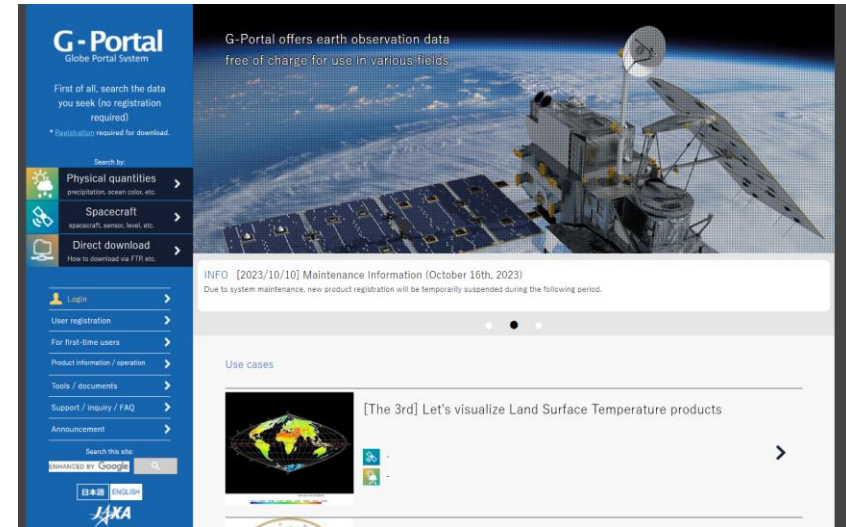 G-Portal
Globe Portal System
First of all, search the data
you seek (no registration
required)
* Registration required for download.
Search by:
Physical quantities
precipitation, ocean color, etc.
Spacecraft
spacecraft, sensor, level, etc.
Direct download
How to download via FTP, etc.
Login
User registration
For first-time users
Product information / operation
Tools / documents
Support / Inquiry / FAQ
Announcement
Search this site:
ENHANCED BY Google
日本語 ENGLISH
JAXA
G-Portal offers earth observation data
free of charge for use in various fields.
INFO [2023/10/10] Maintenance Information (October 16th, 2023)
Due to system maintenance, new product registration will be temporarily suspended during the following period.
Use cases
[The 3rd] Let's visualize Land Surface Temperature products
-
-